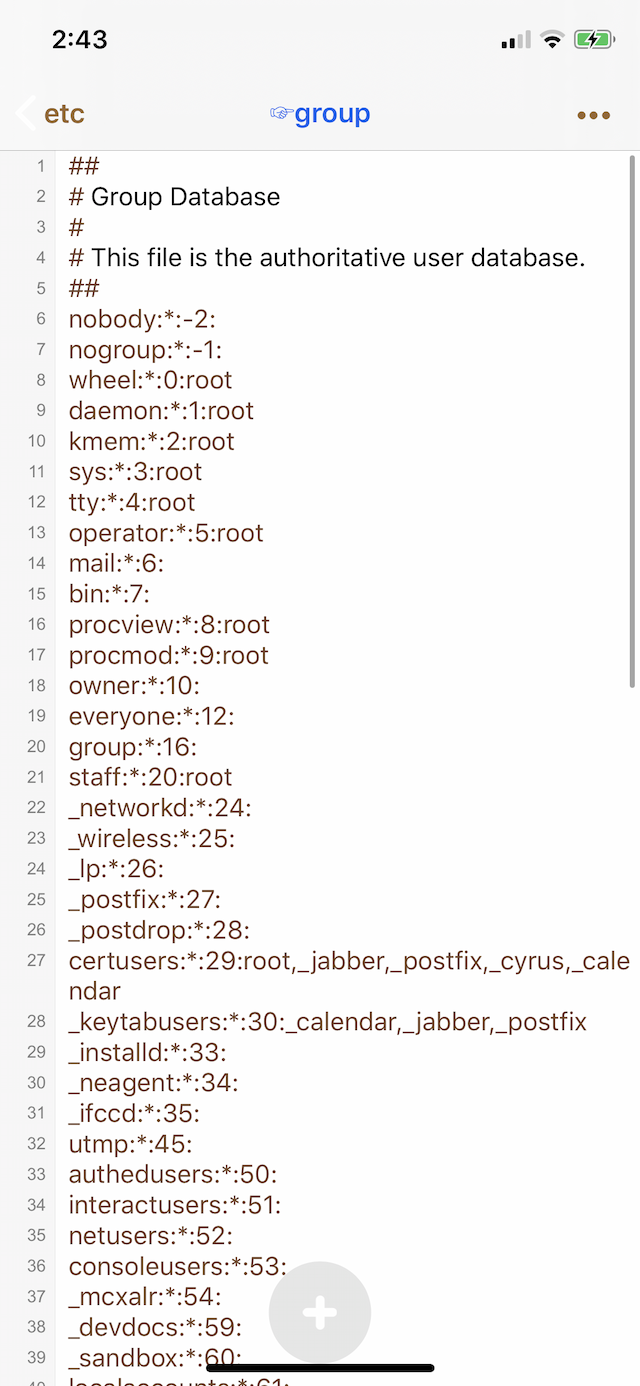 2:43
etc
☞group
1 ##
2 # Group Database
3 #
4 # This file is the authoritative user database.
5 ##
6 nobody:*:-2:
7 nogroup:*:-1:
8 wheel:*:0:root
9 daemon:*:1:root
10 kmem:*:2:root
11 sys:*:3:root
12 tty:*:4:root
13 operator:*:5:root
14 mail:*:6:
15 bin:*:7:
16 procview:*:8:root
17 procmod:*:9:root
18 owner:*:10:
19 everyone:*:12:
20 group:*:16:
21 staff:*:20:root
22 _networkd:*:24:
23 _wireless:*:25:
24 _lp:*:26:
25 _postfix:*:27:
26 _postdrop:*:28:
27 certusers:*:29:root,_jabber,_postfix,_cyrus,_cale
ndar
28 _keytabusers:*:30:_calendar,_jabber,_postfix
29 _installd:*:33:
30 _neagent:*:34:
31 _ifccd:*:35:
32 utmp:*:45:
33 authedusers:*:50:
34 interactusers:*:51:
35 netusers:*:52:
36 consoleusers:*:53:
37 _mcxalr:*:54:
38 _devdocs:*:59:
39 _sandbox:*:60: